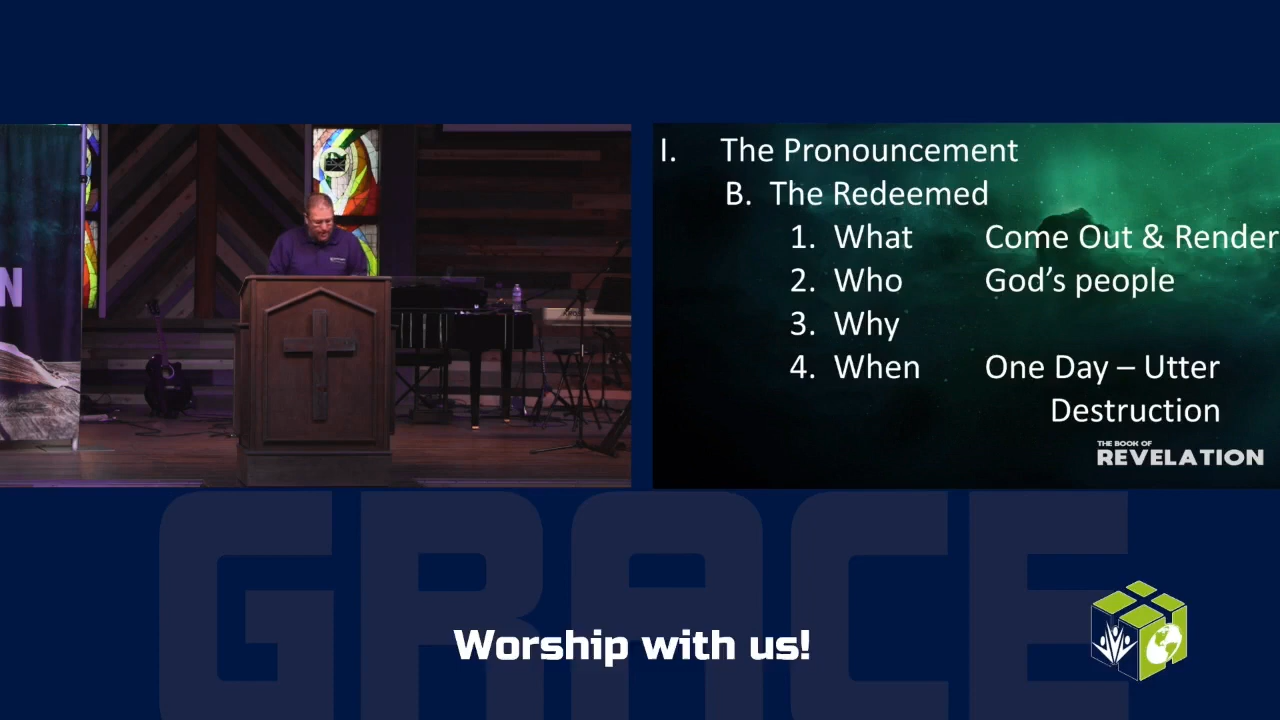 N
I. The Pronouncement
B. The Redeemed
1. What Come Out & Render
2. Who God’s people
3. Why
4. When One Day – Utter
Destruction
THE BOOK OF
REVELATION
GRACE
Worship with us!